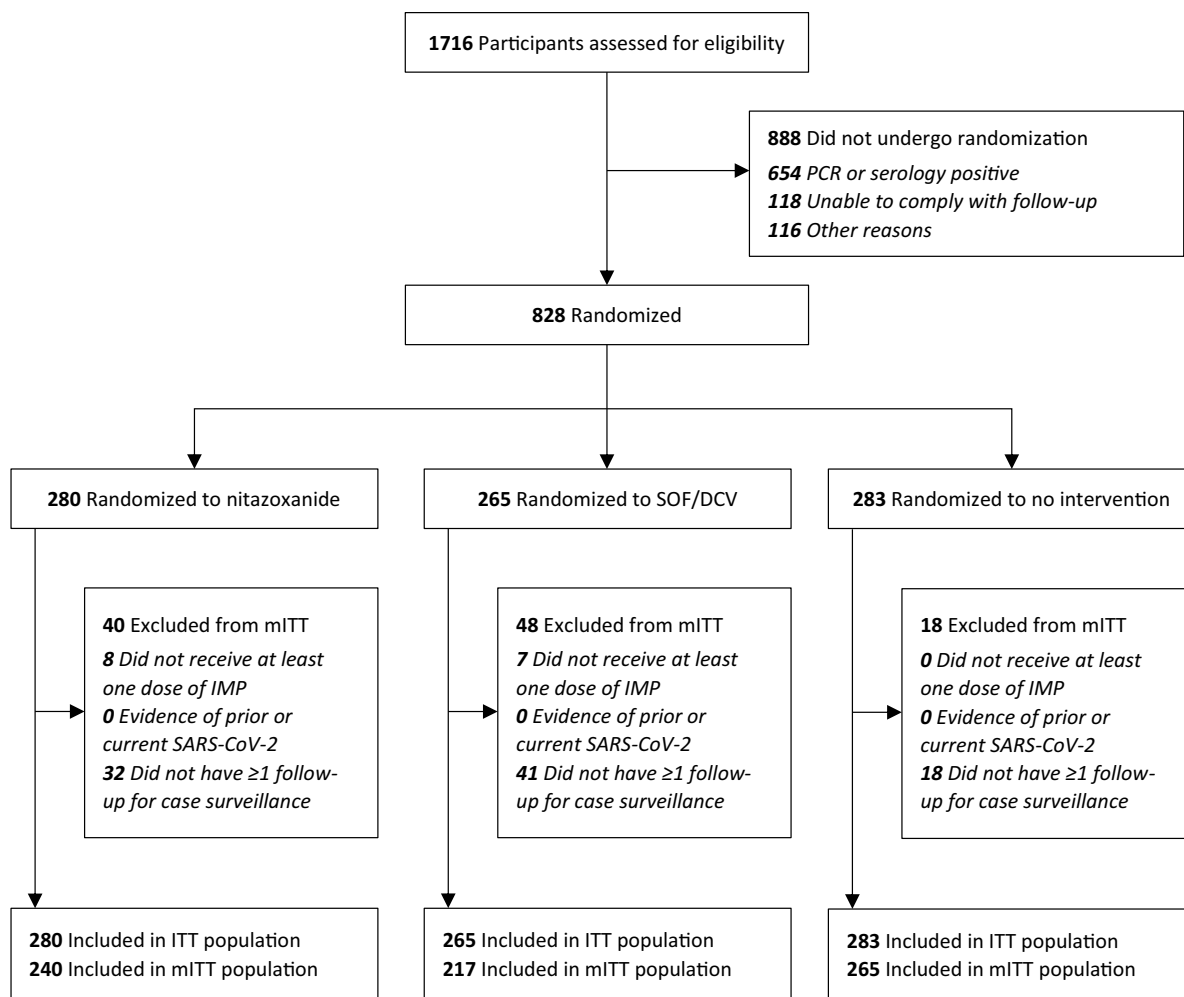 1716 Participants assessed for eligibility
888 Did not undergo randomization
654 PCR or serology positive
118 Unable to comply with follow-up
116 Other reasons
828 Randomized
280 Randomized to nitazoxanide
265 Randomized to SOF/DCV
283 Randomized to no intervention
40 Excluded from mITT
8 Did not receive at least
one dose of IMP
0 Evidence of prior or
current SARS-CoV-2
32 Did not have ≥1 follow-
up for case surveillance
48 Excluded from mITT
7 Did not receive at least
one dose of IMP
0 Evidence of prior or
current SARS-CoV-2
41 Did not have ≥1 follow-
up for case surveillance
18 Excluded from mITT
0 Did not receive at least
one dose of IMP
0 Evidence of prior or
current SARS-CoV-2
18 Did not have ≥1 follow-
up for case surveillance
280 Included in ITT population
240 Included in mITT population
265 Included in ITT population
217 Included in mITT population
283 Included in ITT population
265 Included in mITT population